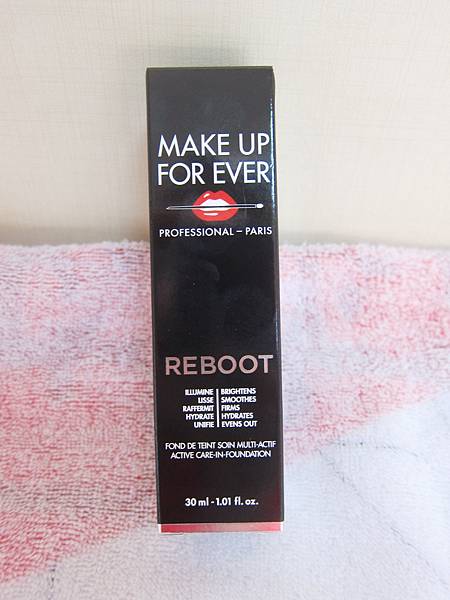 MAKE UP
FOR EVER
PROFESSIONAL – PARIS
REBOOT
ILLUMINE | BRIGHTENS
LISSE | SMOOTHES
RAFFERMIT | FIRMS
HYDRATE | HYDRATES
UNIFIE | EVENS OUT
FOND DE TEINT SOIN MULTI-ACTIF
ACTIVE CARE-IN-FOUNDATION
30 ml - 1.01 fl. oz.